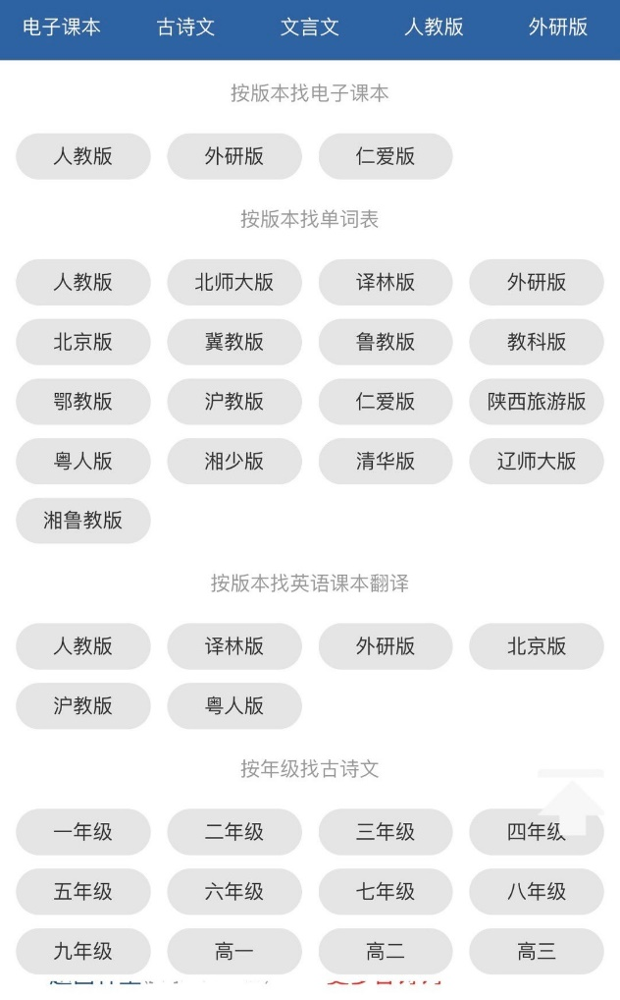 电子课本 古诗文 文言文 人教版 外研版
按版本找电子课本
人教版 外研版 仁爱版
按版本找单词表
人教版 北师大版 译林版 外研版
北京版 冀教版 鲁教版 教科版
鄂教版 沪教版 仁爱版 陕西旅游版
粤人版 湘少版 清华版 辽师大版
湘鲁教版
按版本找英语课本翻译
人教版 译林版 外研版 北京版
沪教版 粤人版
按年级找古诗文
一年级 二年级 三年级 四年级
五年级 六年级 七年级 八年级
九年级 高一 高二 高三